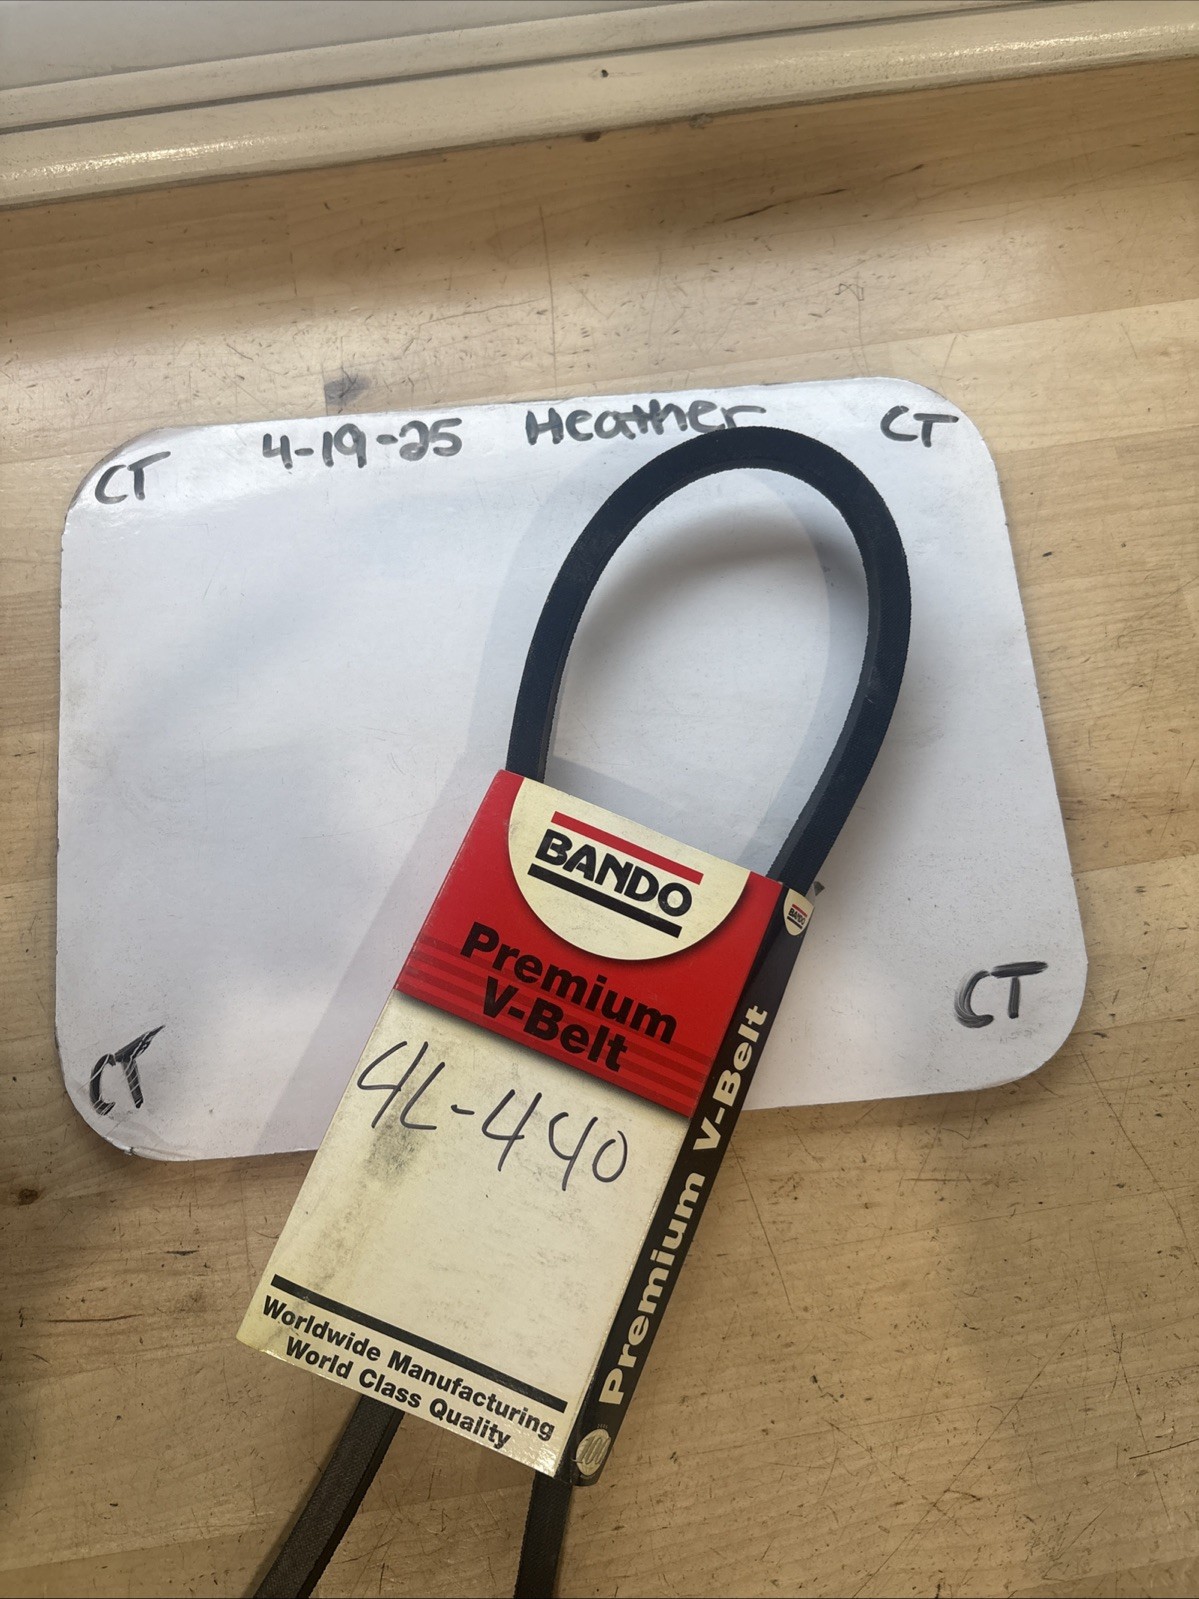 4-19-25 Heather CT
CT
BANDO
BANDO
Premium
V-Belt
4L-440
Premium V-Belt
CT
CT
Worldwide Manufacturing
World Class Quality